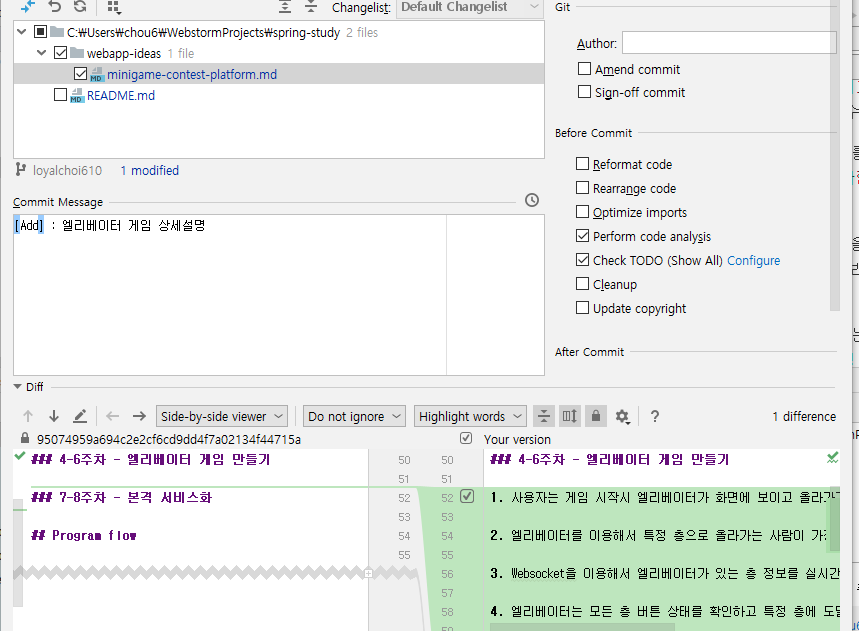 Changelist: Default Changelist
C:₩Users₩chou6₩WebstormProjects₩spring-study 2 files
webapp-ideas 1 file
MD minigame-contest-platform.md
MD README.md
loyalchoi610 1 modified
Commit Message
[Add] : 엘리베이터 게임 상세설명
Git
Author:
Amend commit
Sign-off commit
Before Commit
Reformat code
Rearrange code
Optimize imports
Perform code analysis
Check TODO (Show All) Configure
Cleanup
Update copyright
After Commit
Diff
Side-by-side viewer Do not ignore Highlight words ? 1 difference
95074959a694c2e2cf6cd9dd4f7a02134f44715a
### 4-6주차 - 엘리베이터 게임 만들기
### 7-8주차 - 본격 서비스화
## Program flow
50 50
51 51
52 52
53 53
54 54
55 55
56
57
58
Your version
### 4-6주차 - 엘리베이터 게임 만들기
1. 사용자는 게임 시작시 엘리베이터가 화면에 보이고
2. 엘리베이터를 이용해서 특정 층으로 올라가는 사람이
3. Websocket을 이용해서 엘리베이터가 있는 층 정보를 실시간
4. 엘리베이터는 모든 층 버튼 상태를 확인하고 특정 층에